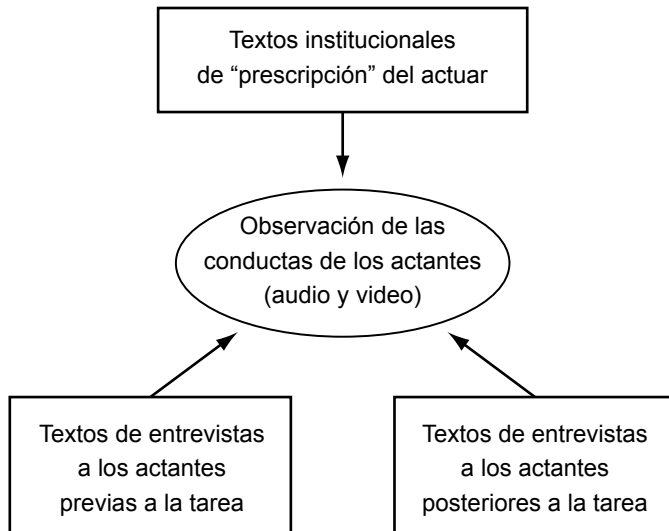 Textos institucionales
de “prescripción” del actuar
Observación de las
conductas de los actantes
(audio y video)
Textos de entrevistas
a los actantes
previas a la tarea
Textos de entrevistas
a los actantes
posteriores a la tarea